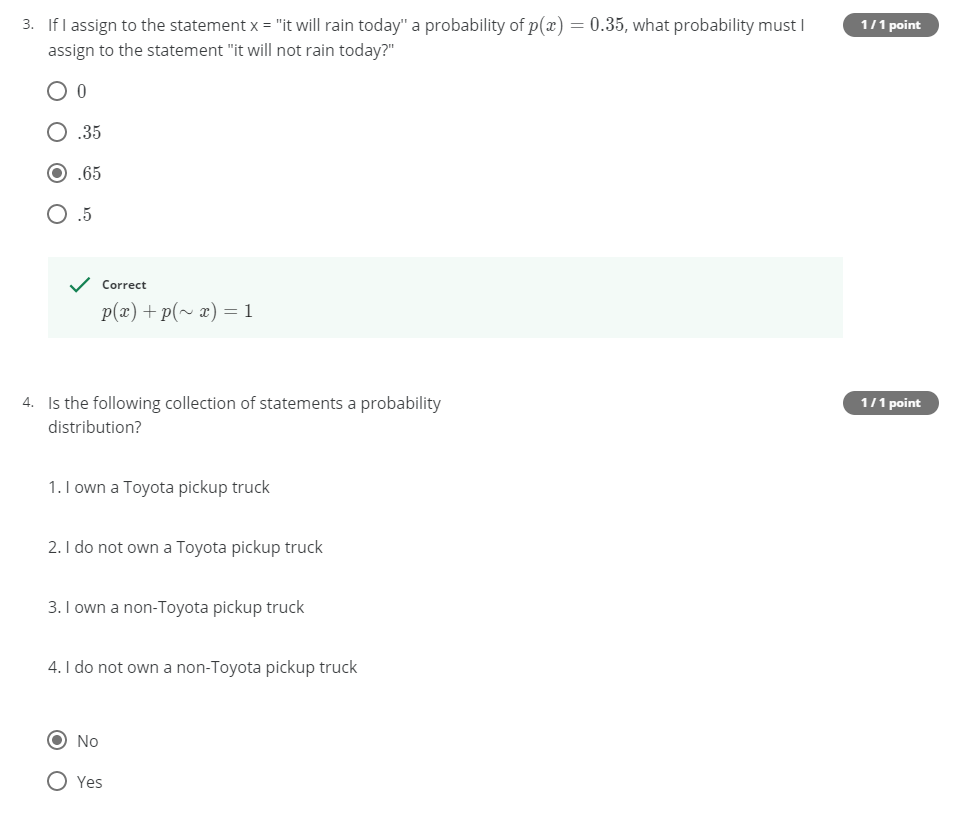 3. If I assign to the statement x = "it will rain today" a probability of p(x) = 0.35, what probability must I
assign to the statement "it will not rain today?"
1 / 1 point
0
.35
.65
.5
Correct
p(x) + p(∼ x) = 1
4. Is the following collection of statements a probability
distribution?
1 / 1 point
1. I own a Toyota pickup truck
2. I do not own a Toyota pickup truck
3. I own a non-Toyota pickup truck
4. I do not own a non-Toyota pickup truck
No
Yes